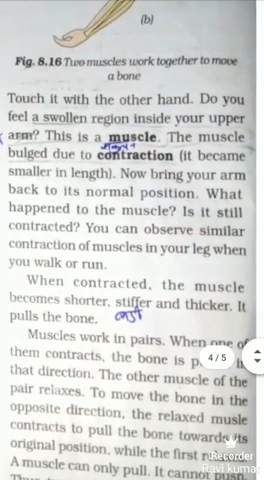 (b)
Fig. 8.16 Two muscles work together to move
a bone
Touch it with the other hand. Do you
feel a swollen region inside your upper
arm? This is a muscle. The muscle
bulged due to contraction (it became
smaller in length). Now bring your arm
back to its normal position. What
happened to the muscle? Is it still
contracted? You can observe similar
contraction of muscles in your leg when
you walk or run.
When contracted, the muscle
becomes shorter, stiffer and thicker. It
pulls the bone.
Muscles work in pairs. When one of
them contracts, the bone is
4/5
that direction. The other muscle of the
pair relaxes. To move the bone in the
opposite direction, the relaxed musle
contracts to pull the bone towards its
original position, while the first
Recorder
A muscle can only pull. It cannot push.
Ravi kumar